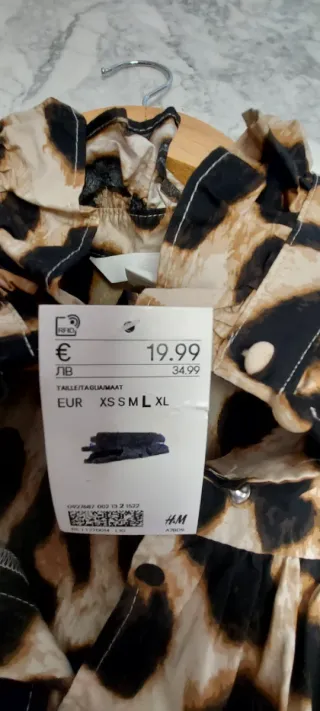 RFID
€ 19.99
ЛВ 34.99
TAILLE/TAGLIA/MAAT
EUR XS S M L XL
H&M